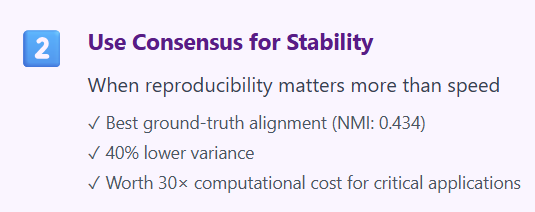 2
Use Consensus for Stability
When reproducibility matters more than speed
✓ Best ground-truth alignment (NMI: 0.434)
✓ 40% lower variance
✓ Worth 30× computational cost for critical applications